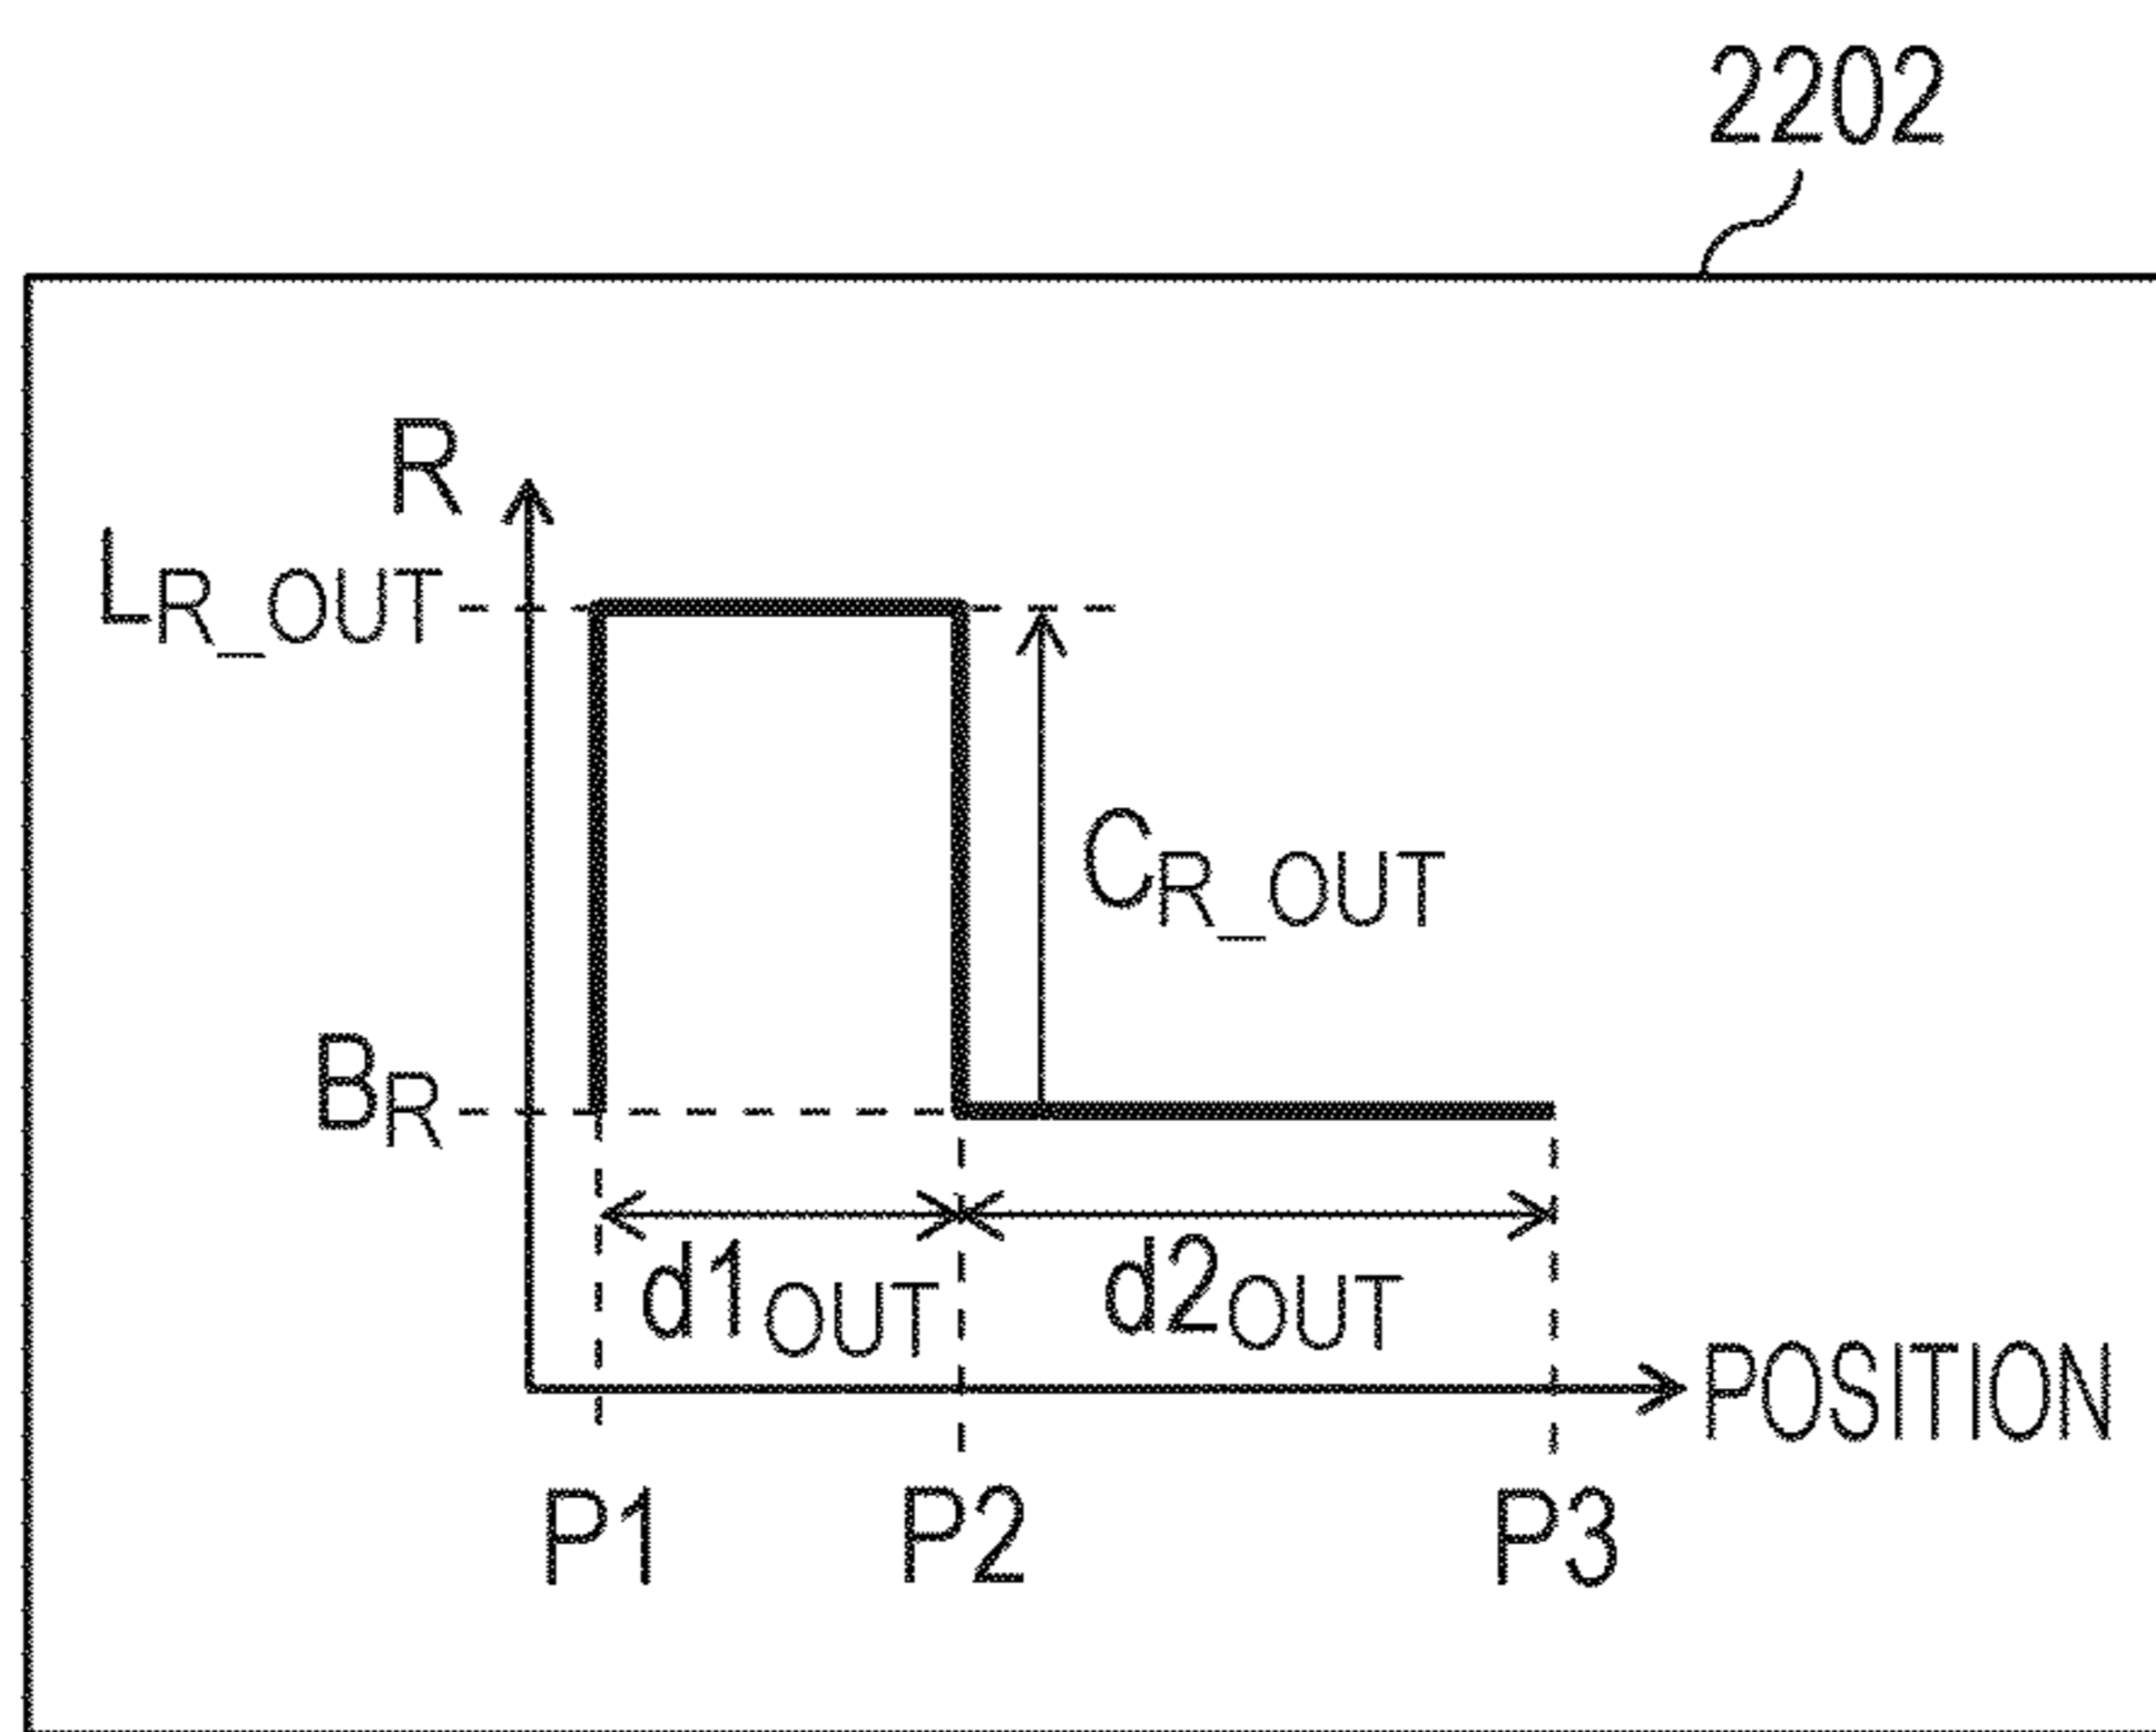 2202
R
LR_OUT
CR_OUT
BR
d1OUT
d2OUT
POSITION
P1
P2
P3